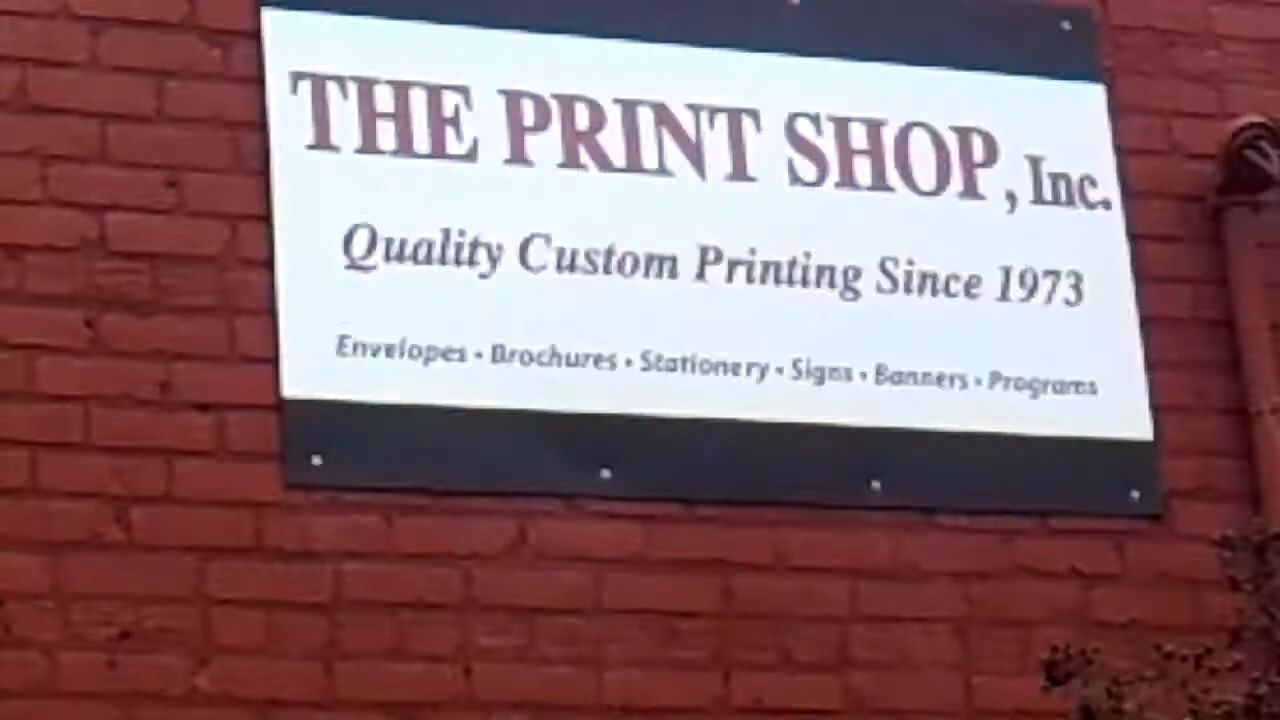 THE PRINT SHOP, Inc.
Quality Custom Printing Since 1973
Envelopes • Brochures • Stationery • Signs • Banners • Programs